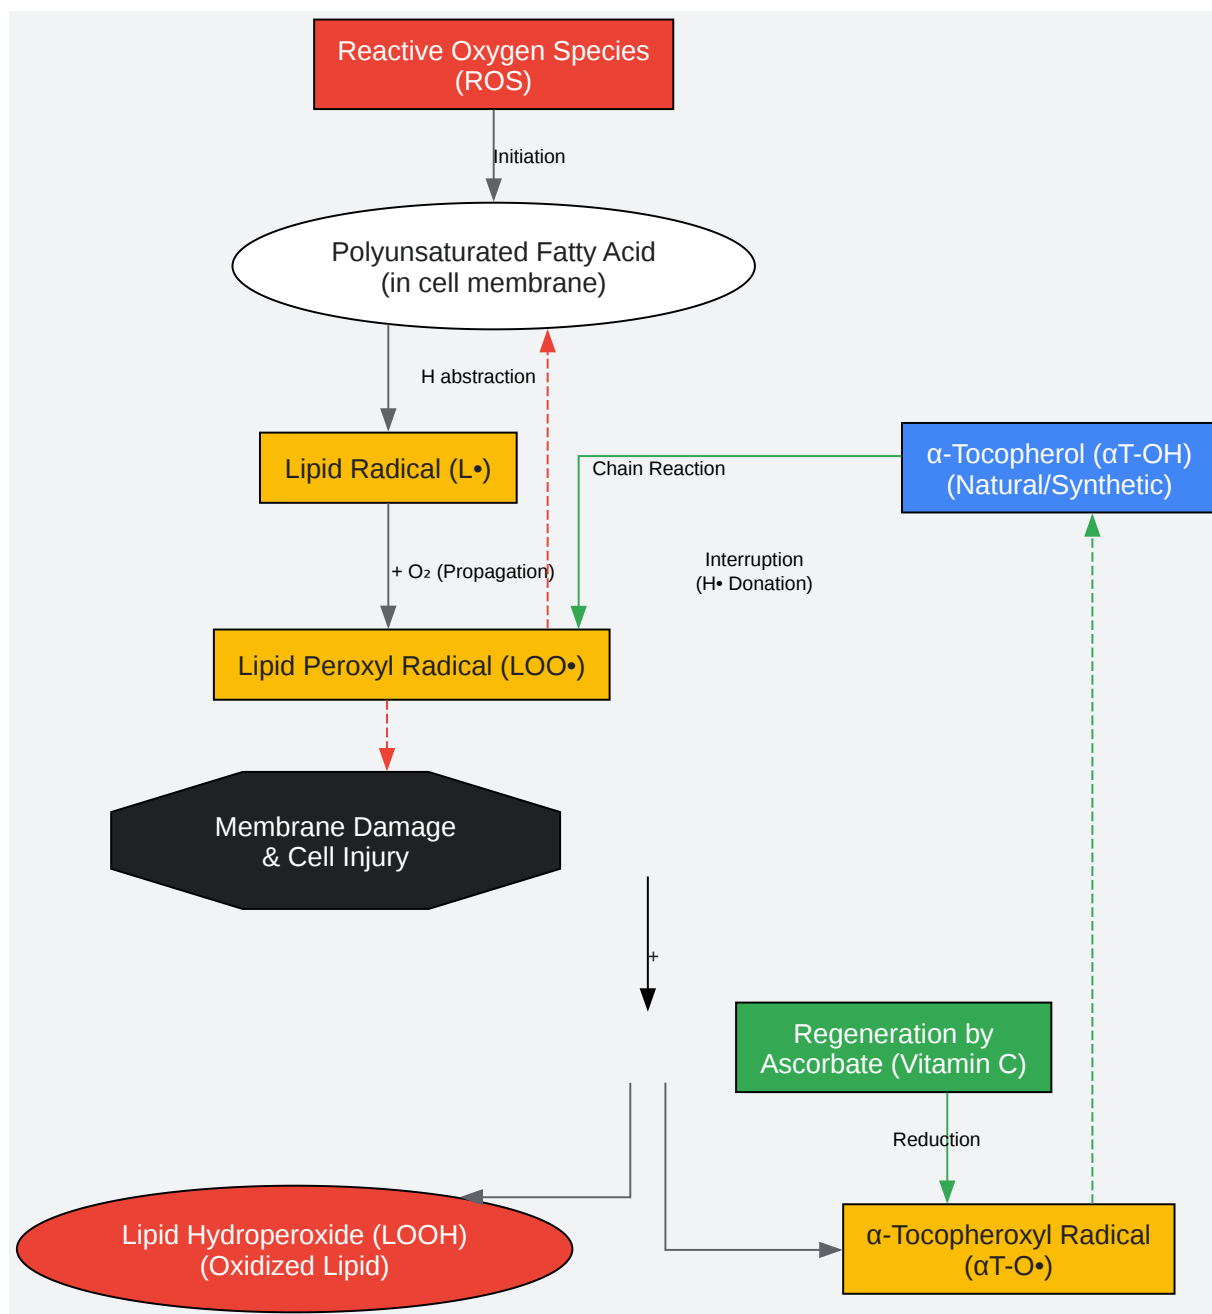 Reactive Oxygen Species
(ROS)
Initiation
Polyunsaturated Fatty Acid
(in cell membrane)
H abstraction
Lipid Radical (L•)
Chain Reaction
α-Tocopherol (αT-OH)
(Natural/Synthetic)
+ O₂ (Propagation)
Interruption
(H• Donation)
Lipid Peroxyl Radical (LOO•)
Membrane Damage
& Cell Injury
+
Regeneration by
Ascorbate (Vitamin C)
Reduction
Lipid Hydroperoxide (LOOH)
(Oxidized Lipid)
α-Tocopheroxyl Radical
(αT-O•)